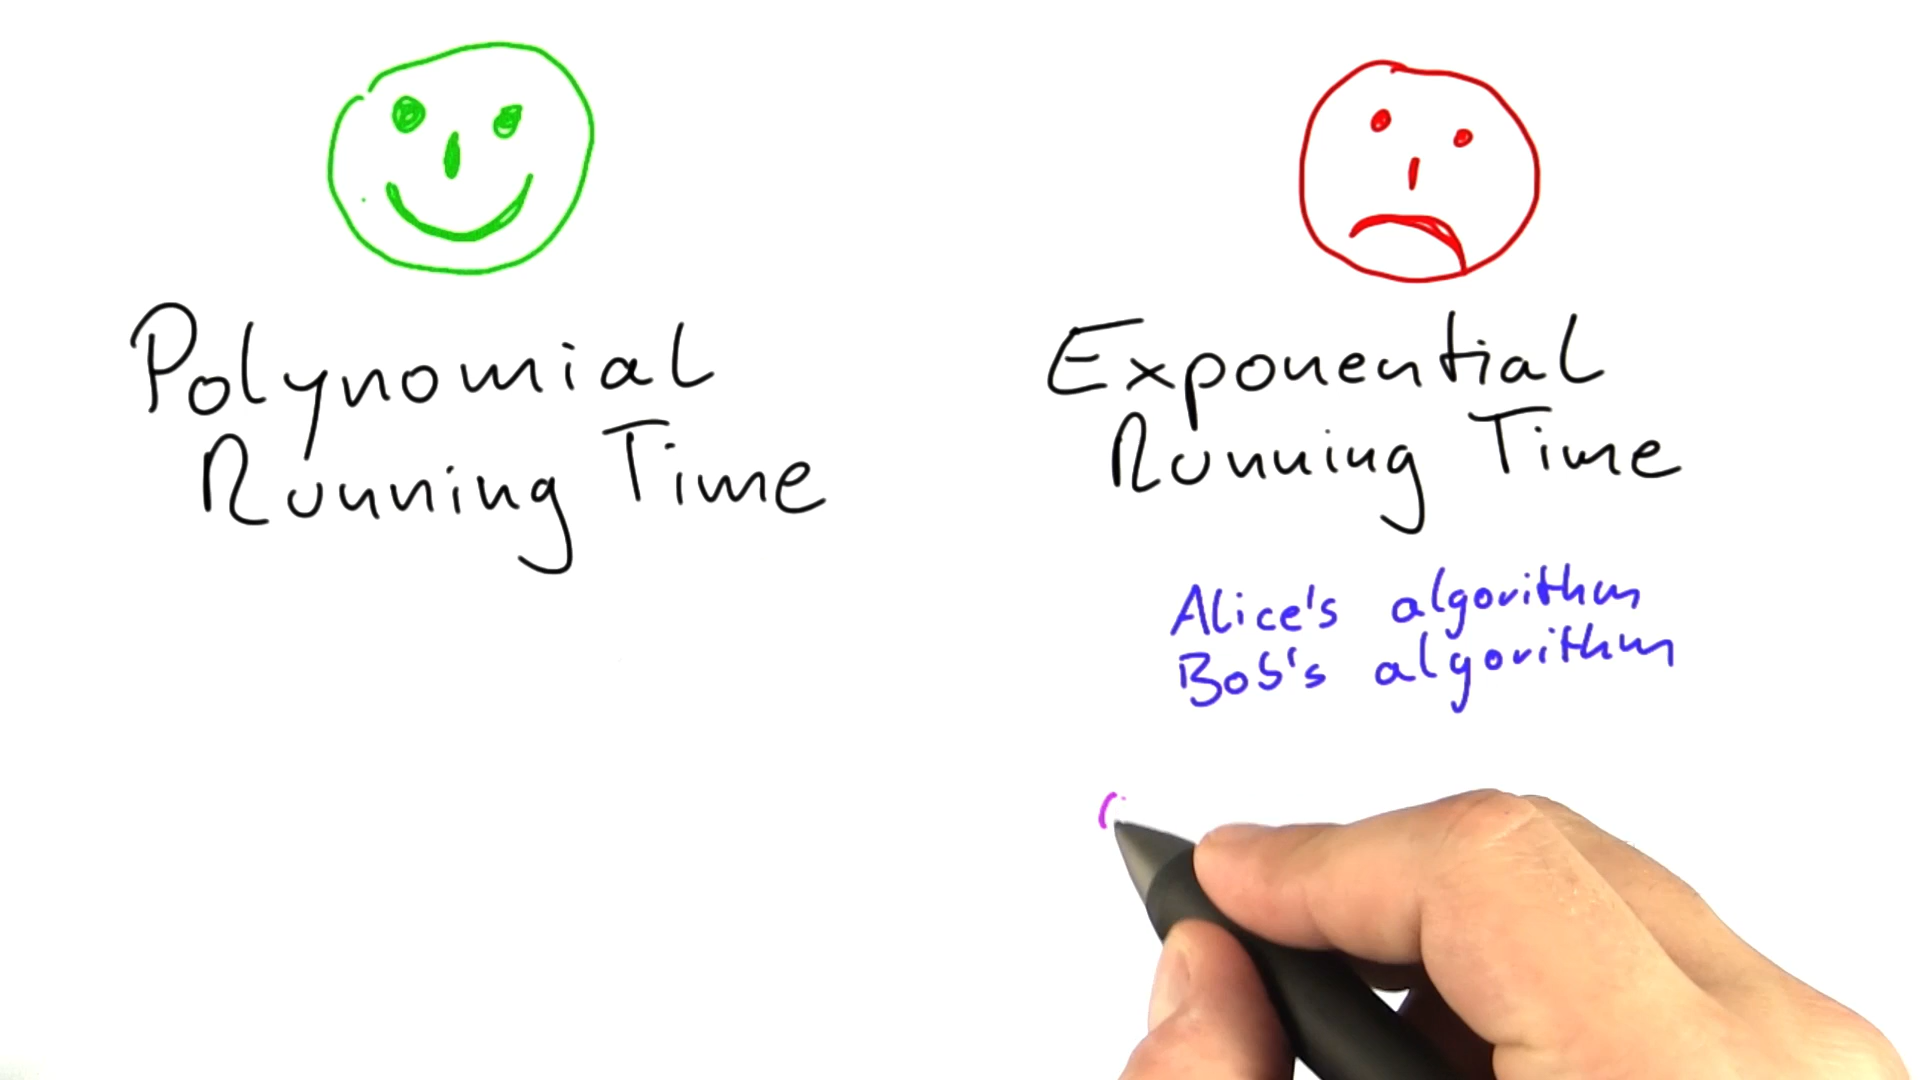 Polynomial
Running Time
Exponential
Running Time
Alice's algorithm
Bob's algorithm